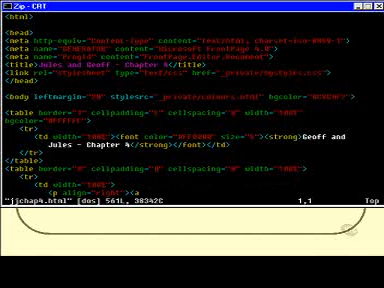 Zip - CAT
<html>
<head>
<meta http-equiv="Content-Type" content="text/html; charset=iso-8859-1">
<meta name="GENERATOR" content="Microsoft FrontPage 4.0">
<meta name="ProgId" content="FrontPage.Editor.Document">
<title>Jules and Geoff - Chapter 4</title>
<link rel="stylesheet" type="text/css" href="_private/mystyles.css">
</head>
<body leftmargin="20" stylesrc="_private/colours.html" bgcolor=
<table border="0" cellpadding="0" cellspacing="0" width="100%"
bgcolor="#FFFFFF">
<tr>
<td width="100%"><font color= size= ><strong>Geoff and
Jules - Chapter 4</strong></font></td>
</tr>
</table>
<table border="0" cellpadding="0" cellspacing="0" width="100%">
<tr>
<td width="100%">
<p align="right"><a
"jjchap4.html" [dos] 561L, 38342C 1,1 Top